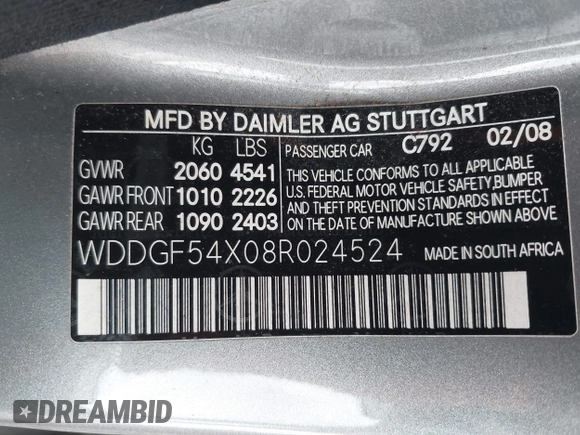 MFD BY DAIMLER AG STUTTGART
KG LBS PASSENGER CAR C792 02/08
GVWR 2060 4541
GAWR FRONT 1010 2226
GAWR REAR 1090 2403
THIS VEHICLE CONFORMS TO ALL APPLICABLE
U.S. FEDERAL MOTOR VEHICLE SAFETY,BUMPER
AND THEFT PREVENTION STANDARDS IN EFFECT
ON THE DATE OF MANUFACTURE SHOWN ABOVE.
WDDGF54X08R024524 MADE IN SOUTH AFRICA
DREAMBID